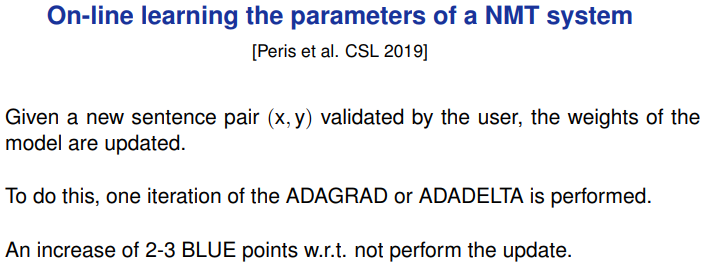 On-line learning the parameters of a NMT system
[Peris et al. CSL 2019]
Given a new sentence pair (x, y) validated by the user, the weights of the
model are updated.
To do this, one iteration of the ADAGRAD or ADADELTA is performed.
An increase of 2-3 BLUE points w.r.t. not perform the update.